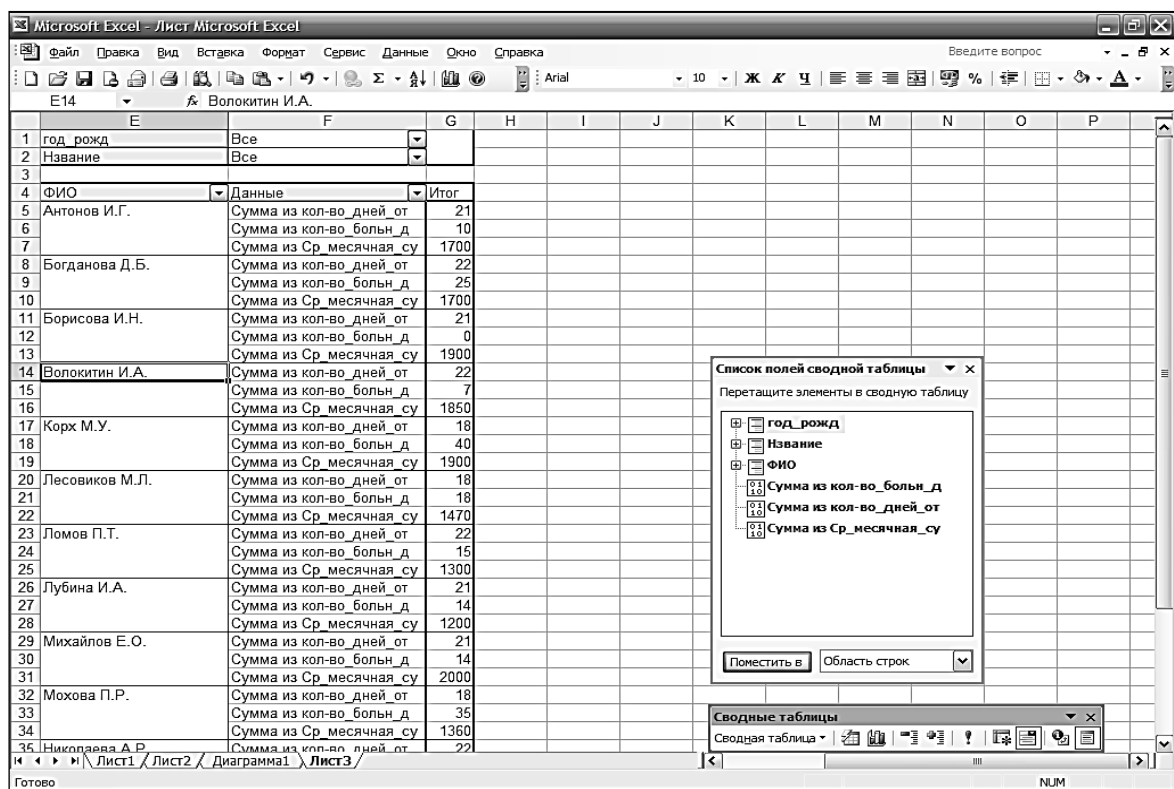 Microsoft Excel - Лист Microsoft Excel
Файл Правка Вид Вставка Формат Сервис Данные Окно Справка Введите вопрос
Arial 10 Ж К Ч
E14 fx Волокитин И.А.
E F G H I J K L M N O P
1 год_рожд Все
2 Нзвание Все
3
4 ФИО Данные Итог
5 Антонов И.Г. Сумма из кол-во_дней_от 21
6 Сумма из кол-во_больн_д 10
7 Сумма из Ср_месячная_су 1700
8 Богданова Д.Б. Сумма из кол-во_дней_от 22
9 Сумма из кол-во_больн_д 25
10 Сумма из Ср_месячная_су 1700
11 Борисова И.Н. Сумма из кол-во_дней_от 21
12 Сумма из кол-во_больн_д 0
13 Сумма из Ср_месячная_су 1900
14 Волокитин И.А. Сумма из кол-во_дней_от 22
15 Сумма из кол-во_больн_д 7
16 Сумма из Ср_месячная_су 1850
17 Корх М.У. Сумма из кол-во_дней_от 18
18 Сумма из кол-во_больн_д 40
19 Сумма из Ср_месячная_су 1900
20 Лесовиков М.Л. Сумма из кол-во_дней_от 18
21 Сумма из кол-во_больн_д 18
22 Сумма из Ср_месячная_су 1470
23 Ломов П.Т. Сумма из кол-во_дней_от 22
24 Сумма из кол-во_больн_д 15
25 Сумма из Ср_месячная_су 1300
26 Лубина И.А. Сумма из кол-во_дней_от 21
27 Сумма из кол-во_больн_д 14
28 Сумма из Ср_месячная_су 1200
29 Михайлов Е.О. Сумма из кол-во_дней_от 21
30 Сумма из кол-во_больн_д 14
31 Сумма из Ср_месячная_су 2000
32 Мохова П.Р. Сумма из кол-во_дней_от 18
33 Сумма из кол-во_больн_д 35
34 Сумма из Ср_месячная_су 1360
35 Николаева А.Р. Сумма из кол-во_дней_от 22
Список полей сводной таблицы
Перетащите элементы в сводную таблицу
год_рожд
Нзвание
ФИО
Сумма из кол-во_больн_д
Сумма из кол-во_дней_от
Сумма из Ср_месячная_су
Поместить в Область строк
Сводные таблицы
Сводная таблица
Лист1 Лист2 Диаграмма1 Лист3
Готово NUM